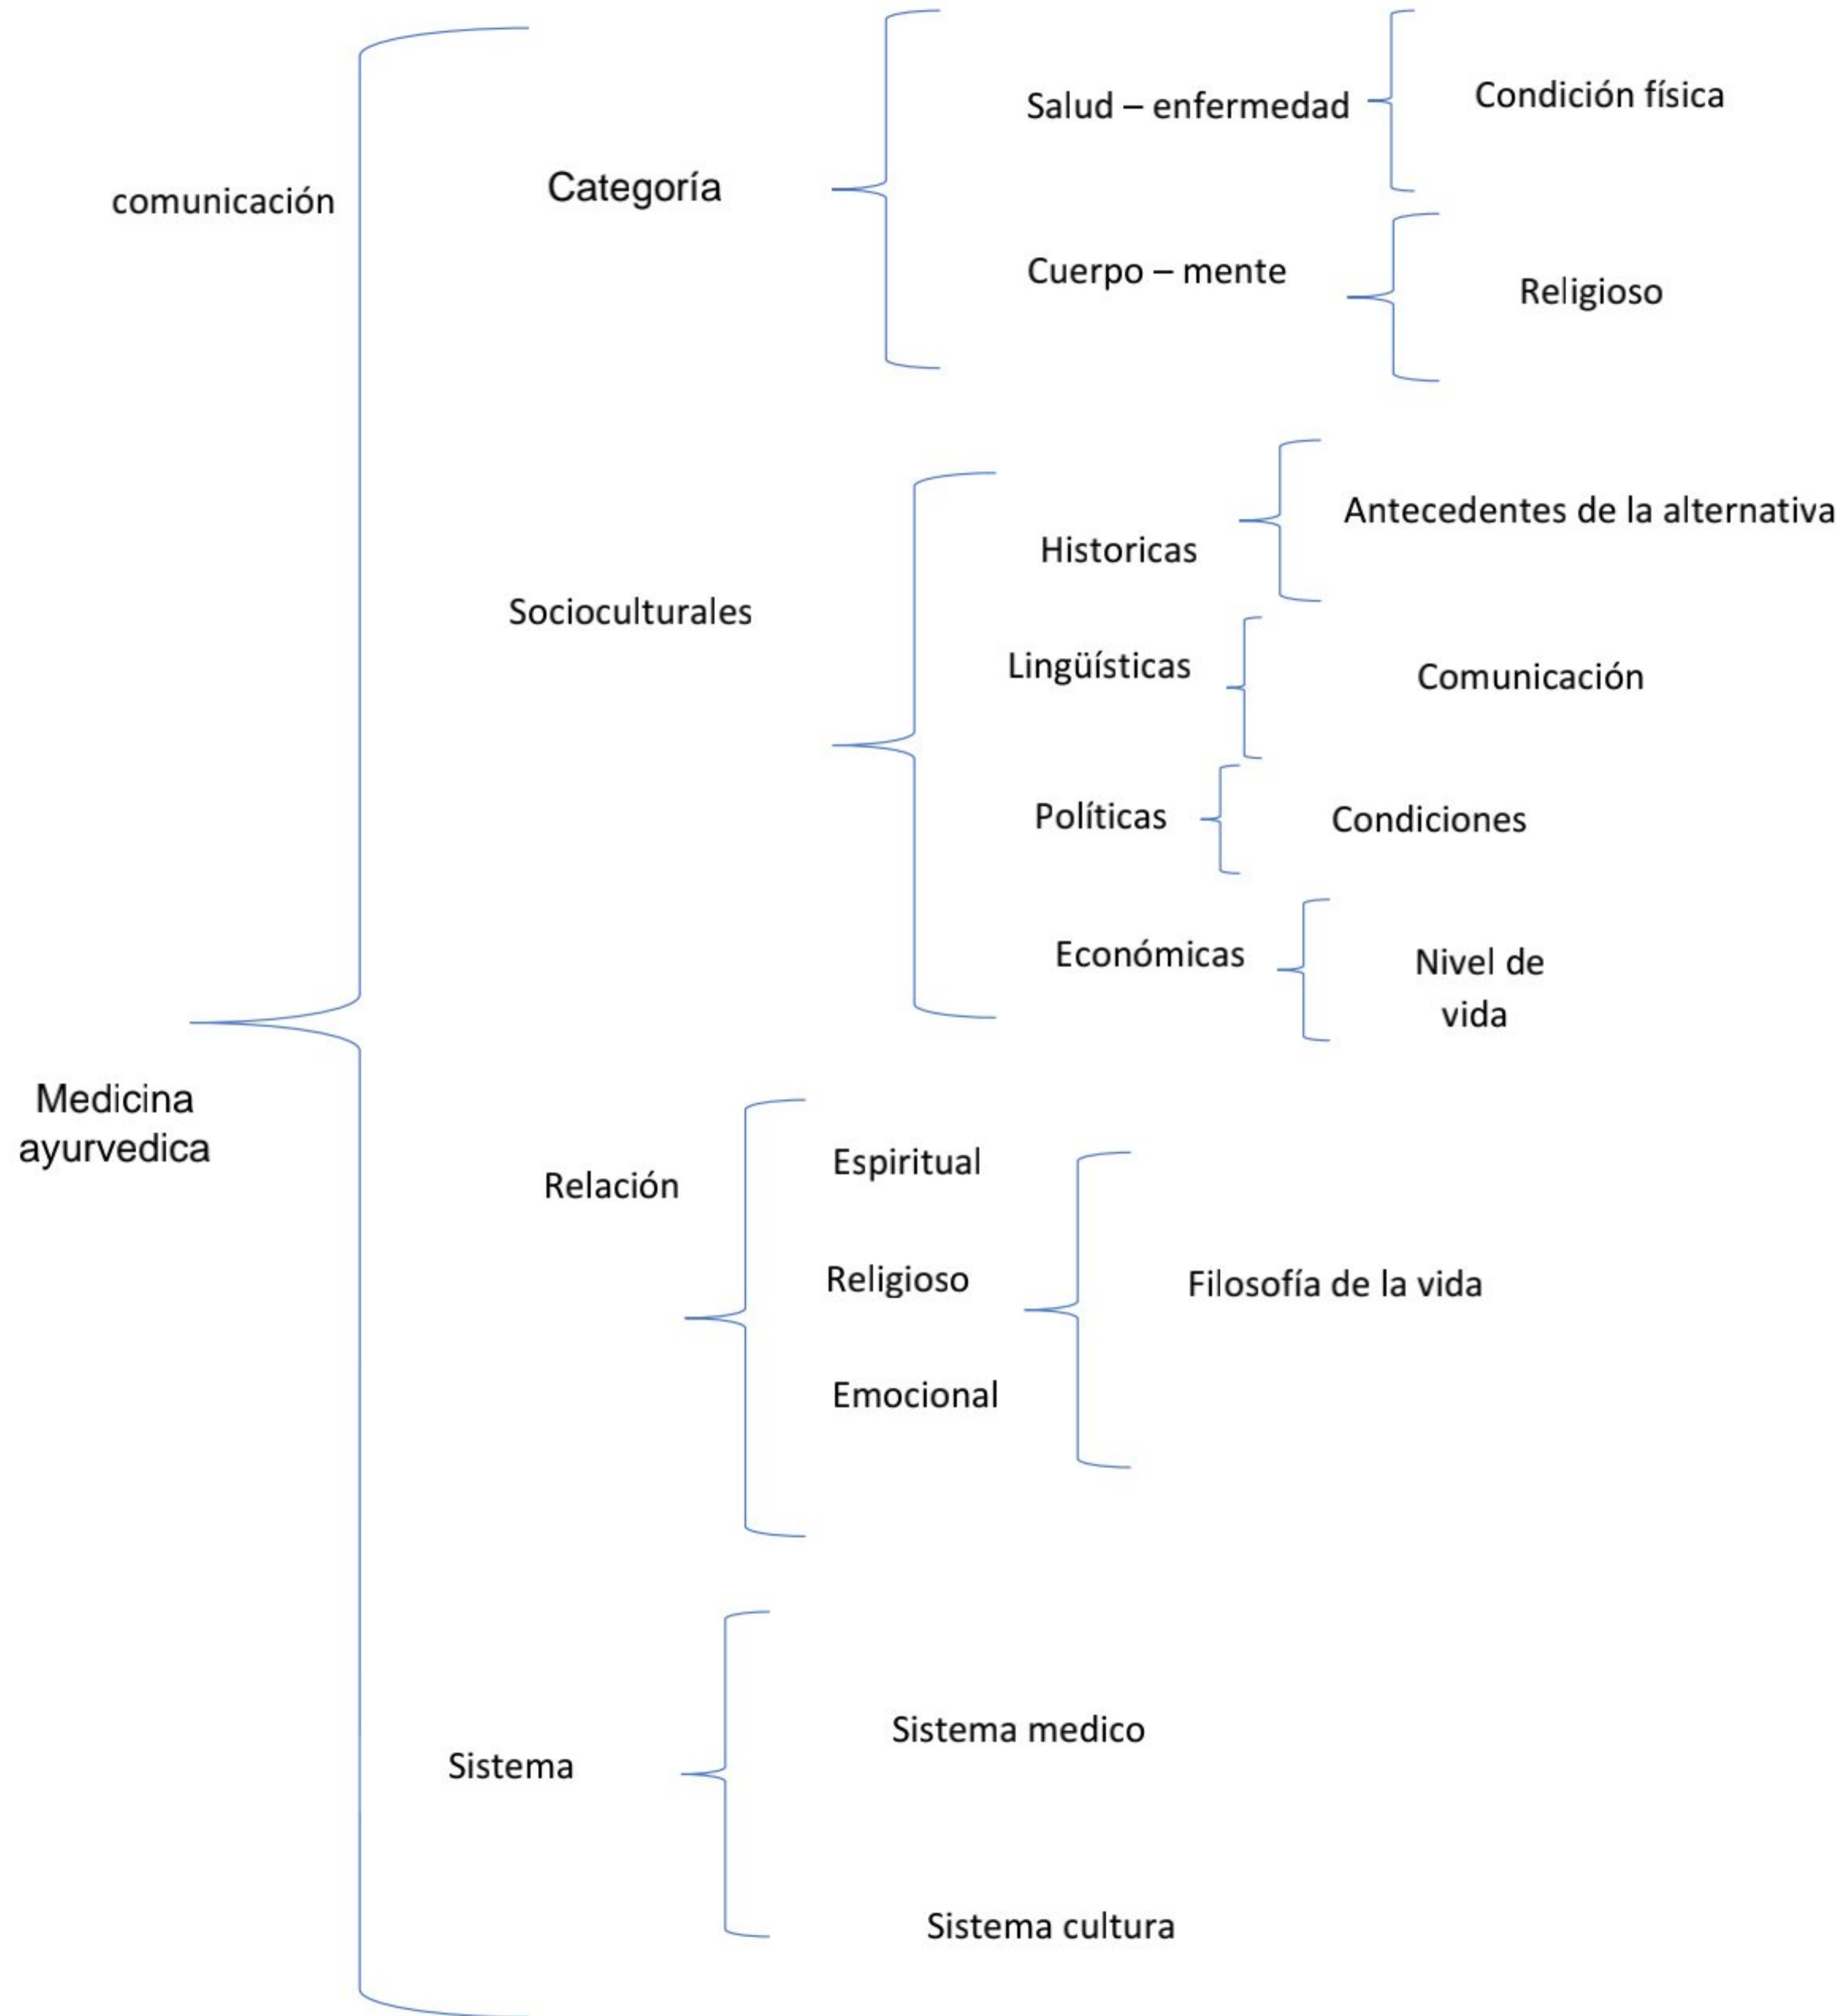 comunicación
Categoría
Salud – enfermedad
Condición física
Cuerpo – mente
Religioso
Socioculturales
Historicas
Antecedentes de la alternativa
Lingüísticas
Comunicación
Políticas
Condiciones
Económicas
Nivel de
vida
Medicina
ayurvedica
Relación
Espiritual
Religioso
Emocional
Filosofía de la vida
Sistema
Sistema medico
Sistema cultura